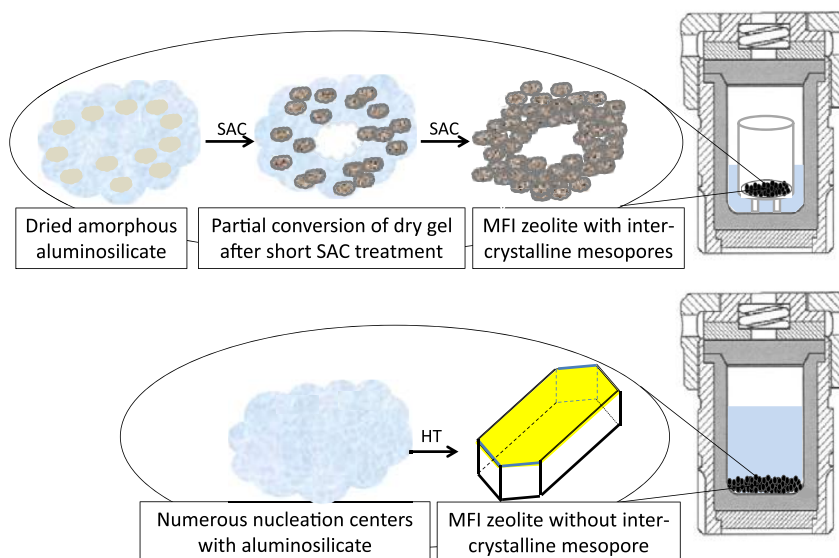 SAC
SAC
Dried amorphous
aluminosilicate
Partial conversion of dry gel
after short SAC treatment
MFI zeolite with inter-
crystalline mesopores
HT
Numerous nucleation centers
with aluminosilicate
MFI zeolite without inter-
crystalline mesopore